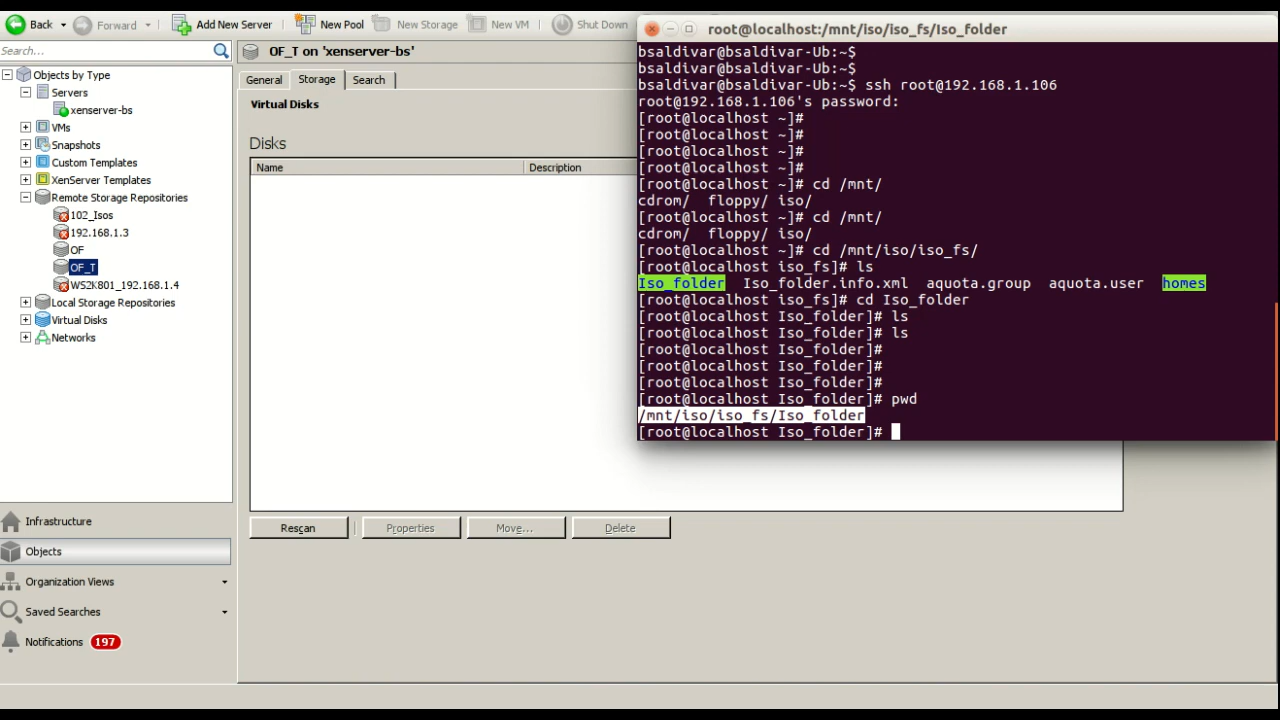 Back
Forward
Add New Server
New Pool
New Storage
New VM
Shut Down
Search...
OF_T on 'xenserver-bs'
General
Storage
Search
Virtual Disks
Disks
Name
Description
Objects by Type
Servers
xenserver-bs
VMs
Snapshots
Custom Templates
XenServer Templates
Remote Storage Repositories
102_Isos
192.168.1.3
OF
OF_T
WS2K801_192.168.1.4
Local Storage Repositories
Virtual Disks
Networks
Infrastructure
Objects
Organization Views
Saved Searches
Notifications 197
Rescan
Properties
Move...
Delete
root@localhost:/mnt/iso/iso_fs/Iso_folder
bsaldivar@bsaldivar-Ub:~$
bsaldivar@bsaldivar-Ub:~$
bsaldivar@bsaldivar-Ub:~$ ssh root@192.168.1.106
root@192.168.1.106's password:
[root@localhost ~]#
[root@localhost ~]#
[root@localhost ~]#
[root@localhost ~]#
[root@localhost ~]# cd /mnt/
cdrom/  floppy/ iso/
[root@localhost ~]# cd /mnt/
cdrom/  floppy/ iso/
[root@localhost ~]# cd /mnt/iso/iso_fs/
[root@localhost iso_fs]# ls
Iso_folder  Iso_folder.info.xml  aquota.group  aquota.user  homes
[root@localhost iso_fs]# cd Iso_folder
[root@localhost Iso_folder]# ls
[root@localhost Iso_folder]# ls
[root@localhost Iso_folder]#
[root@localhost Iso_folder]#
[root@localhost Iso_folder]#
[root@localhost Iso_folder]# pwd
/mnt/iso/iso_fs/Iso_folder
[root@localhost Iso_folder]#